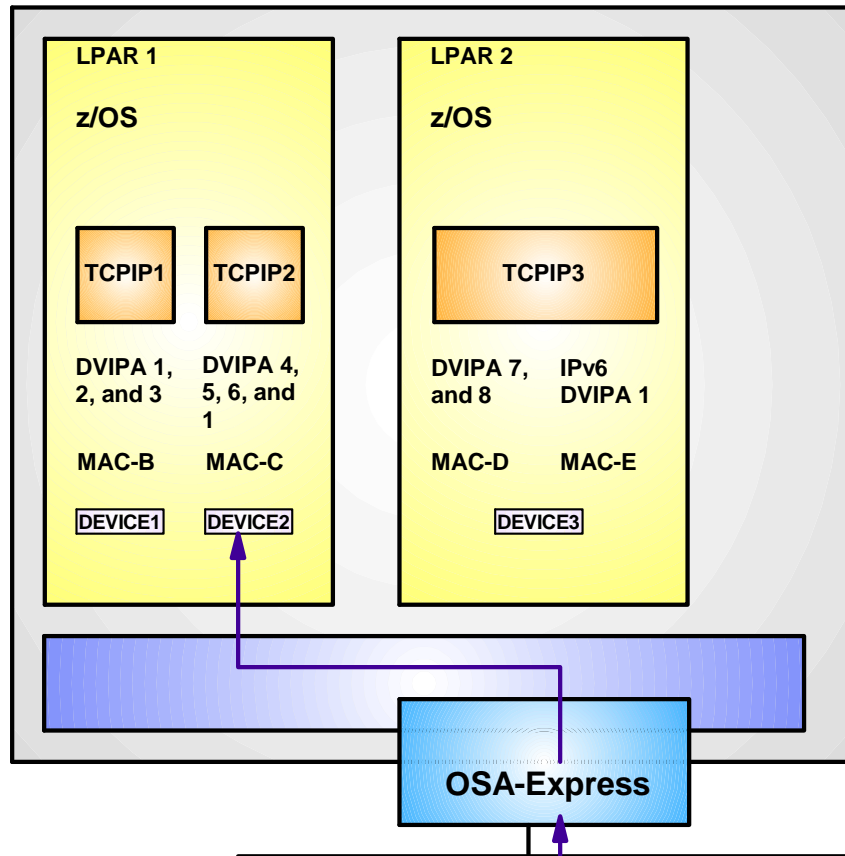 LPAR 1
z/OS
TCPIP1
TCPIP2
DVIPA 1,
2, and 3
DVIPA 4,
5, 6, and
1
MAC-B
MAC-C
DEVICE1
DEVICE2
LPAR 2
z/OS
TCPIP3
DVIPA 7,
and 8
IPv6
DVIPA 1
MAC-D
MAC-E
DEVICE3
OSA-Express